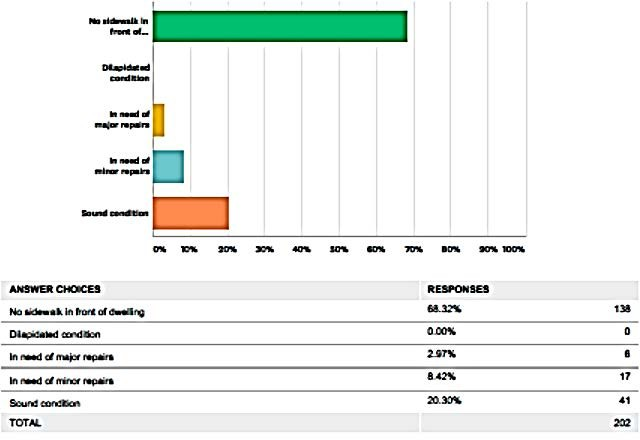 No sidewalk in
front of...
Dilapidated
condition
In need of
major repairs
In need of
minor repairs
Sound condition
0% 10% 20% 30% 40% 50% 60% 70% 80% 90% 100%
ANSWER CHOICES RESPONSES
No sidewalk in front of dwelling 68.32% 138
Dilapidated condition 0.00% 0
In need of major repairs 2.97% 6
In need of minor repairs 8.42% 17
Sound condition 20.30% 41
TOTAL 202